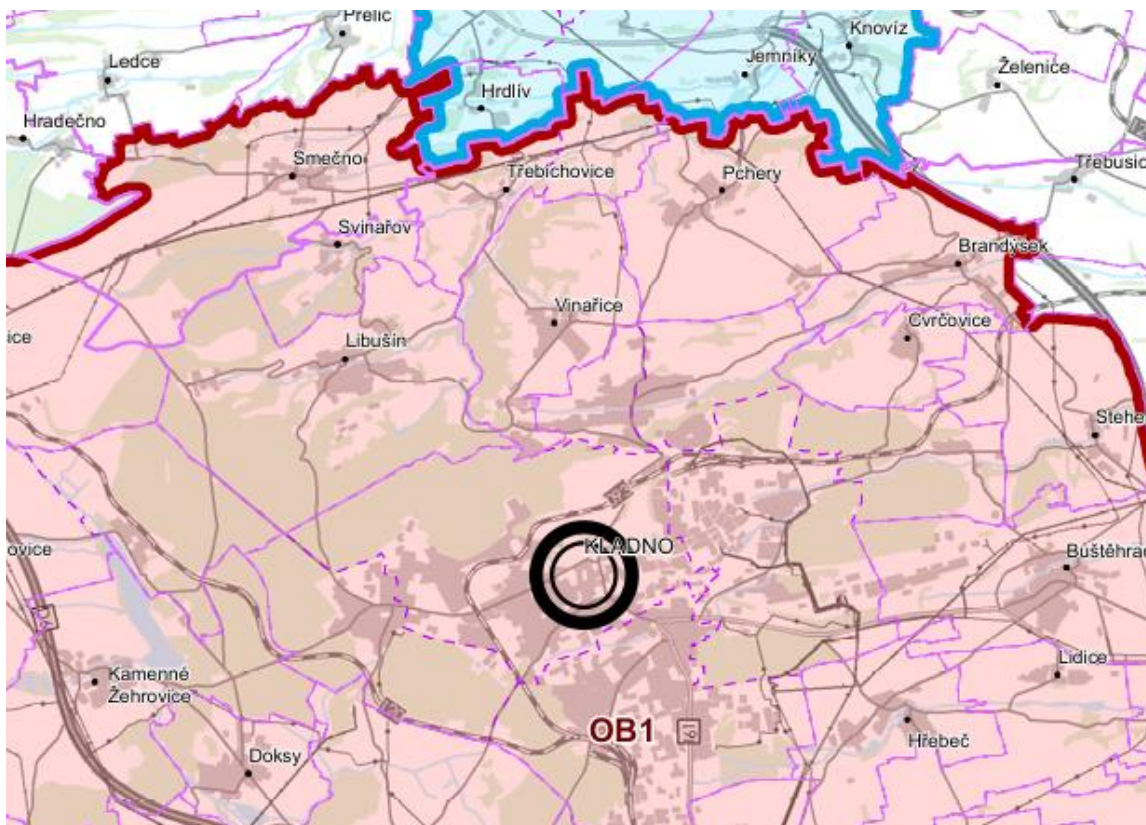 Přelíc
Knovíz
Ledce
Jemníky
Želenice
Hrdlív
Hradečno
Smečno
Třebichovice
Pchery
Třebusic
Svinařov
Brandýsek
Vinařice
Cvrčovice
ice
Libušín
Stehe
KLADNO
ovice
Buštěhrad
Kamenné
Žehrovice
Lidice
OB1
Hřebeč
Doksy